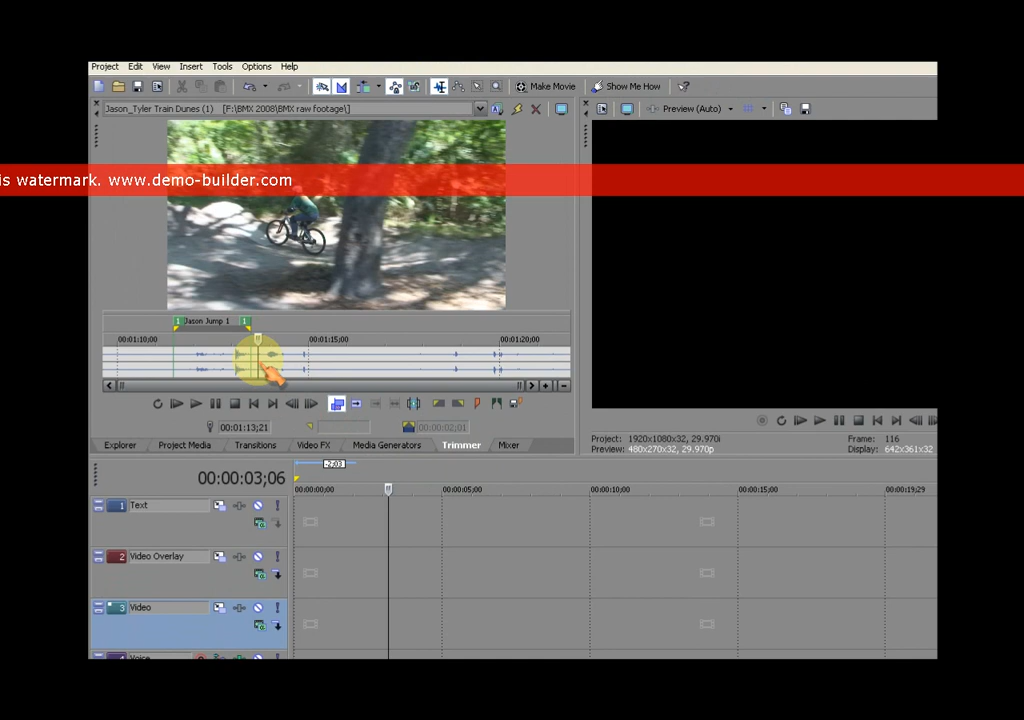 Project Edit View Insert Tools Options Help
Make Movie Show Me How
Jason_Tyler Train Dunes (1) [F:\BMX 2008\BMX raw footage\]
Preview (Auto)
is watermark. www.demo-builder.com
1 Jason Jump 1 1
00:01:10;00 00:01:15;00 00:01:20;00
00:01:13;21 00:00:02;01
Explorer Project Media Transitions Video FX Media Generators Trimmer Mixer
Project: 1920x1080x32, 29.970i Frame: 116
Preview: 480x270x32, 29.970p Display: 642x361x32
-2:03
00:00:03;06
00:00:00;00 00:00:05;00 00:00:10;00 00:00:15;00 00:00:19;29
1 Text
2 Video Overlay
3 Video
4 Voice